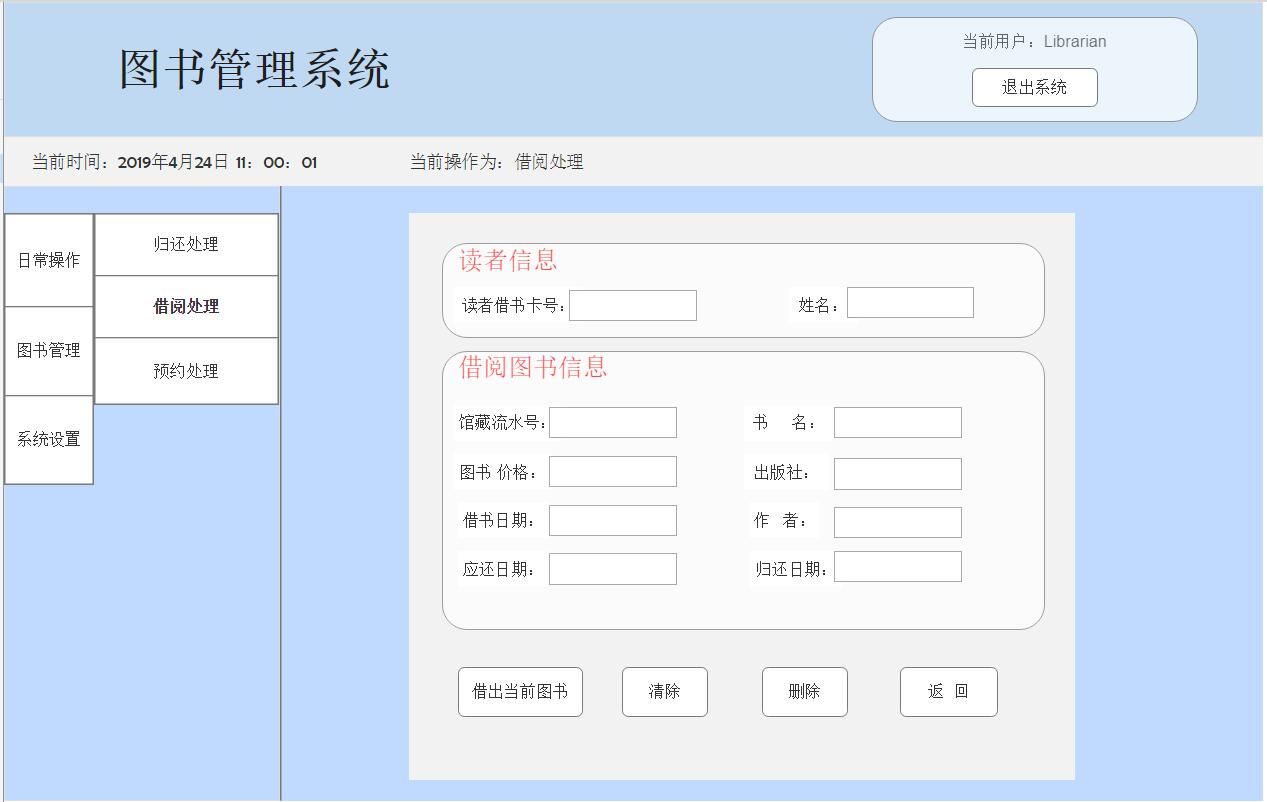 图书管理系统
当前用户：Librarian
退出系统
当前时间：2019年4月24日 11：00：01 当前操作为：借阅处理
日常操作
图书管理
系统设置
归还处理
借阅处理
预约处理
读者信息
读者借书卡号： 姓名：
借阅图书信息
馆藏流水号： 书 名：
图书 价格： 出版社：
借书日期： 作 者：
应还日期： 归还日期：
借出当前图书 清除 删除 返 回